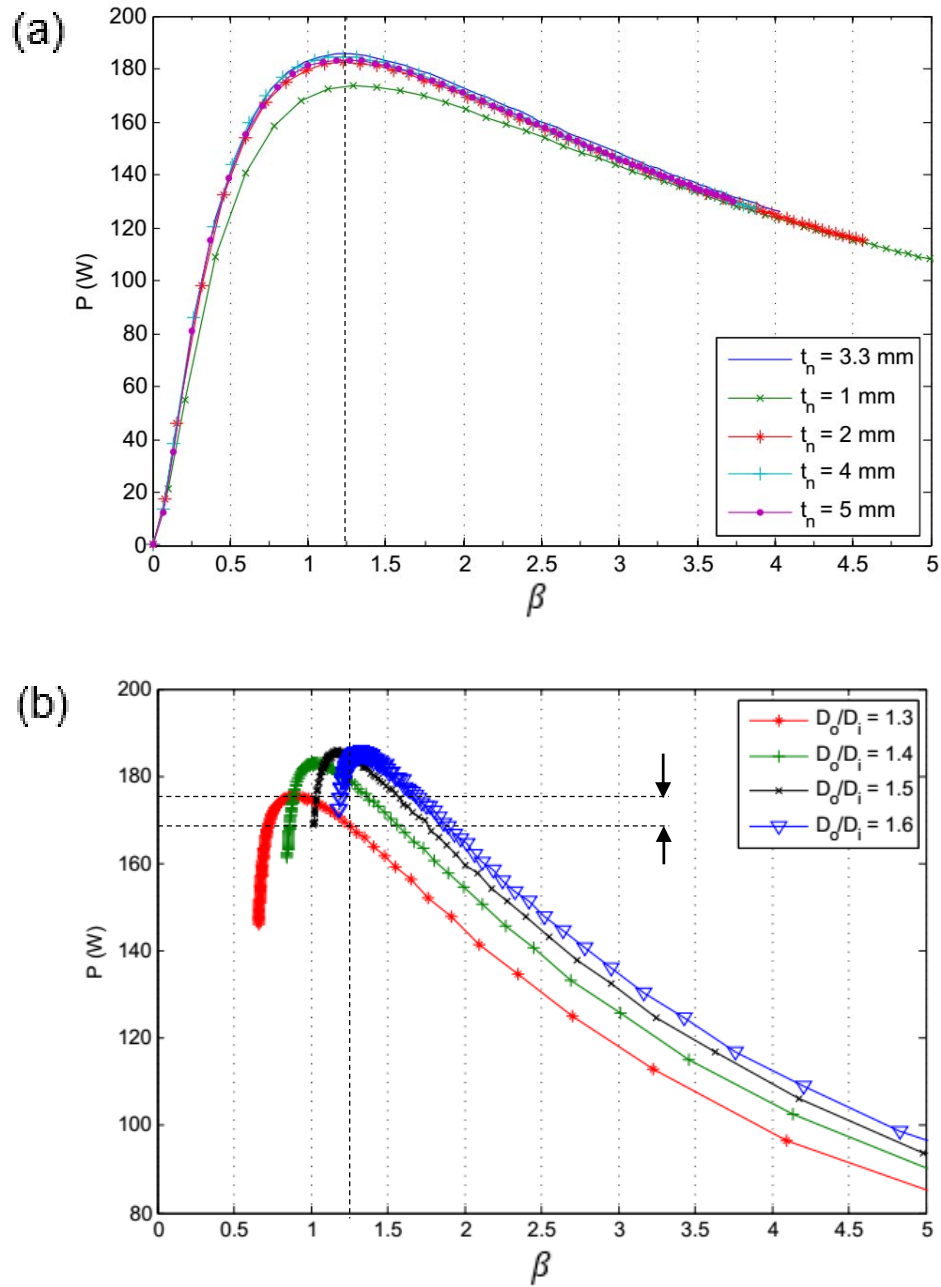 (a)
200
180
160
140
120
100
80
60
40
20
0
P (W)
0 0.5 1 1.5 2 2.5 3 3.5 4 4.5 5
β
t_n = 3.3 mm
t_n = 1 mm
t_n = 2 mm
t_n = 4 mm
t_n = 5 mm
(b)
200
180
160
140
120
100
80
P (W)
0 0.5 1 1.5 2 2.5 3 3.5 4 4.5 5
β
D_o/D_i = 1.3
D_o/D_i = 1.4
D_o/D_i = 1.5
D_o/D_i = 1.6